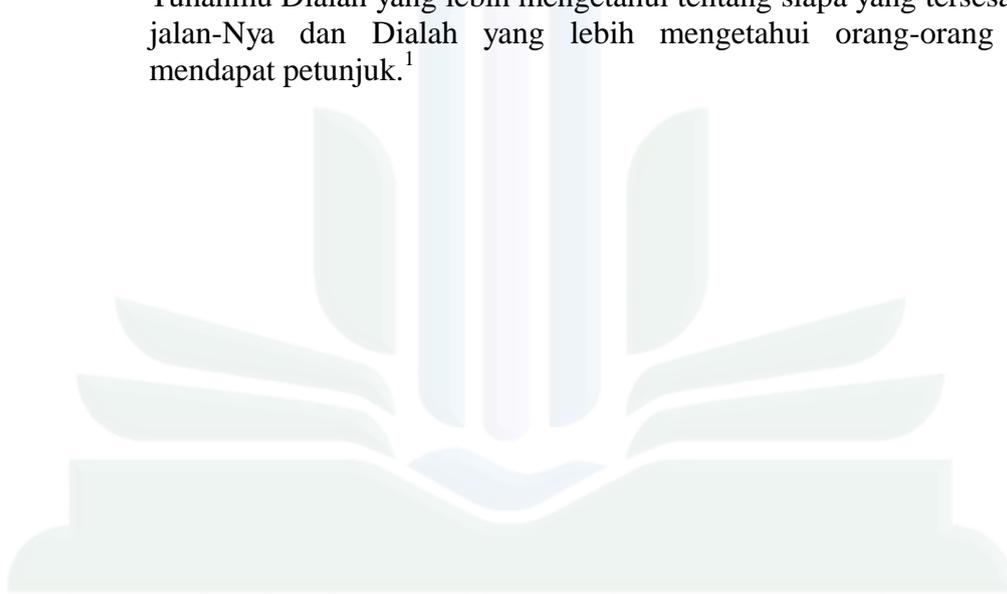 Tuhanmu Dialah yang lebih mengetahui tentang siapa yang tersesat
jalan-Nya dan Dialah yang lebih mengetahui orang-orang
mendapat petunjuk.1